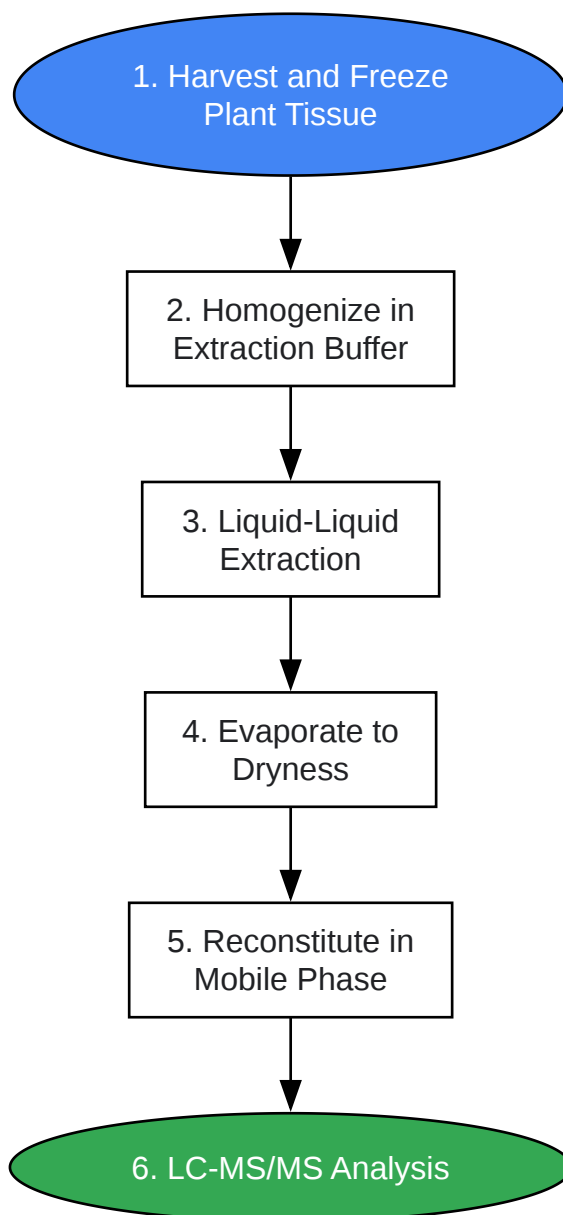 1. Harvest and Freeze
Plant Tissue
2. Homogenize in
Extraction Buffer
3. Liquid-Liquid
Extraction
4. Evaporate to
Dryness
5. Reconstitute in
Mobile Phase
6. LC-MS/MS Analysis